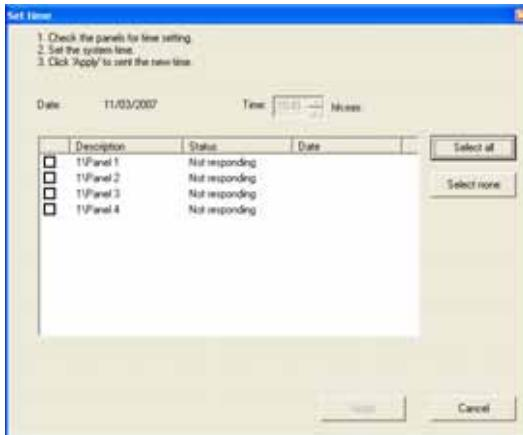 Set time
1. Check the panels for time setting.
2. Set the system time.
3. Click 'Apply' to sent the new time.
Date: 11/03/2007 Time: hh:mm
Description Status Date
1\Panel 1 Not responding
1\Panel 2 Not responding
1\Panel 3 Not responding
1\Panel 4 Not responding
Select all
Select none
Cancel